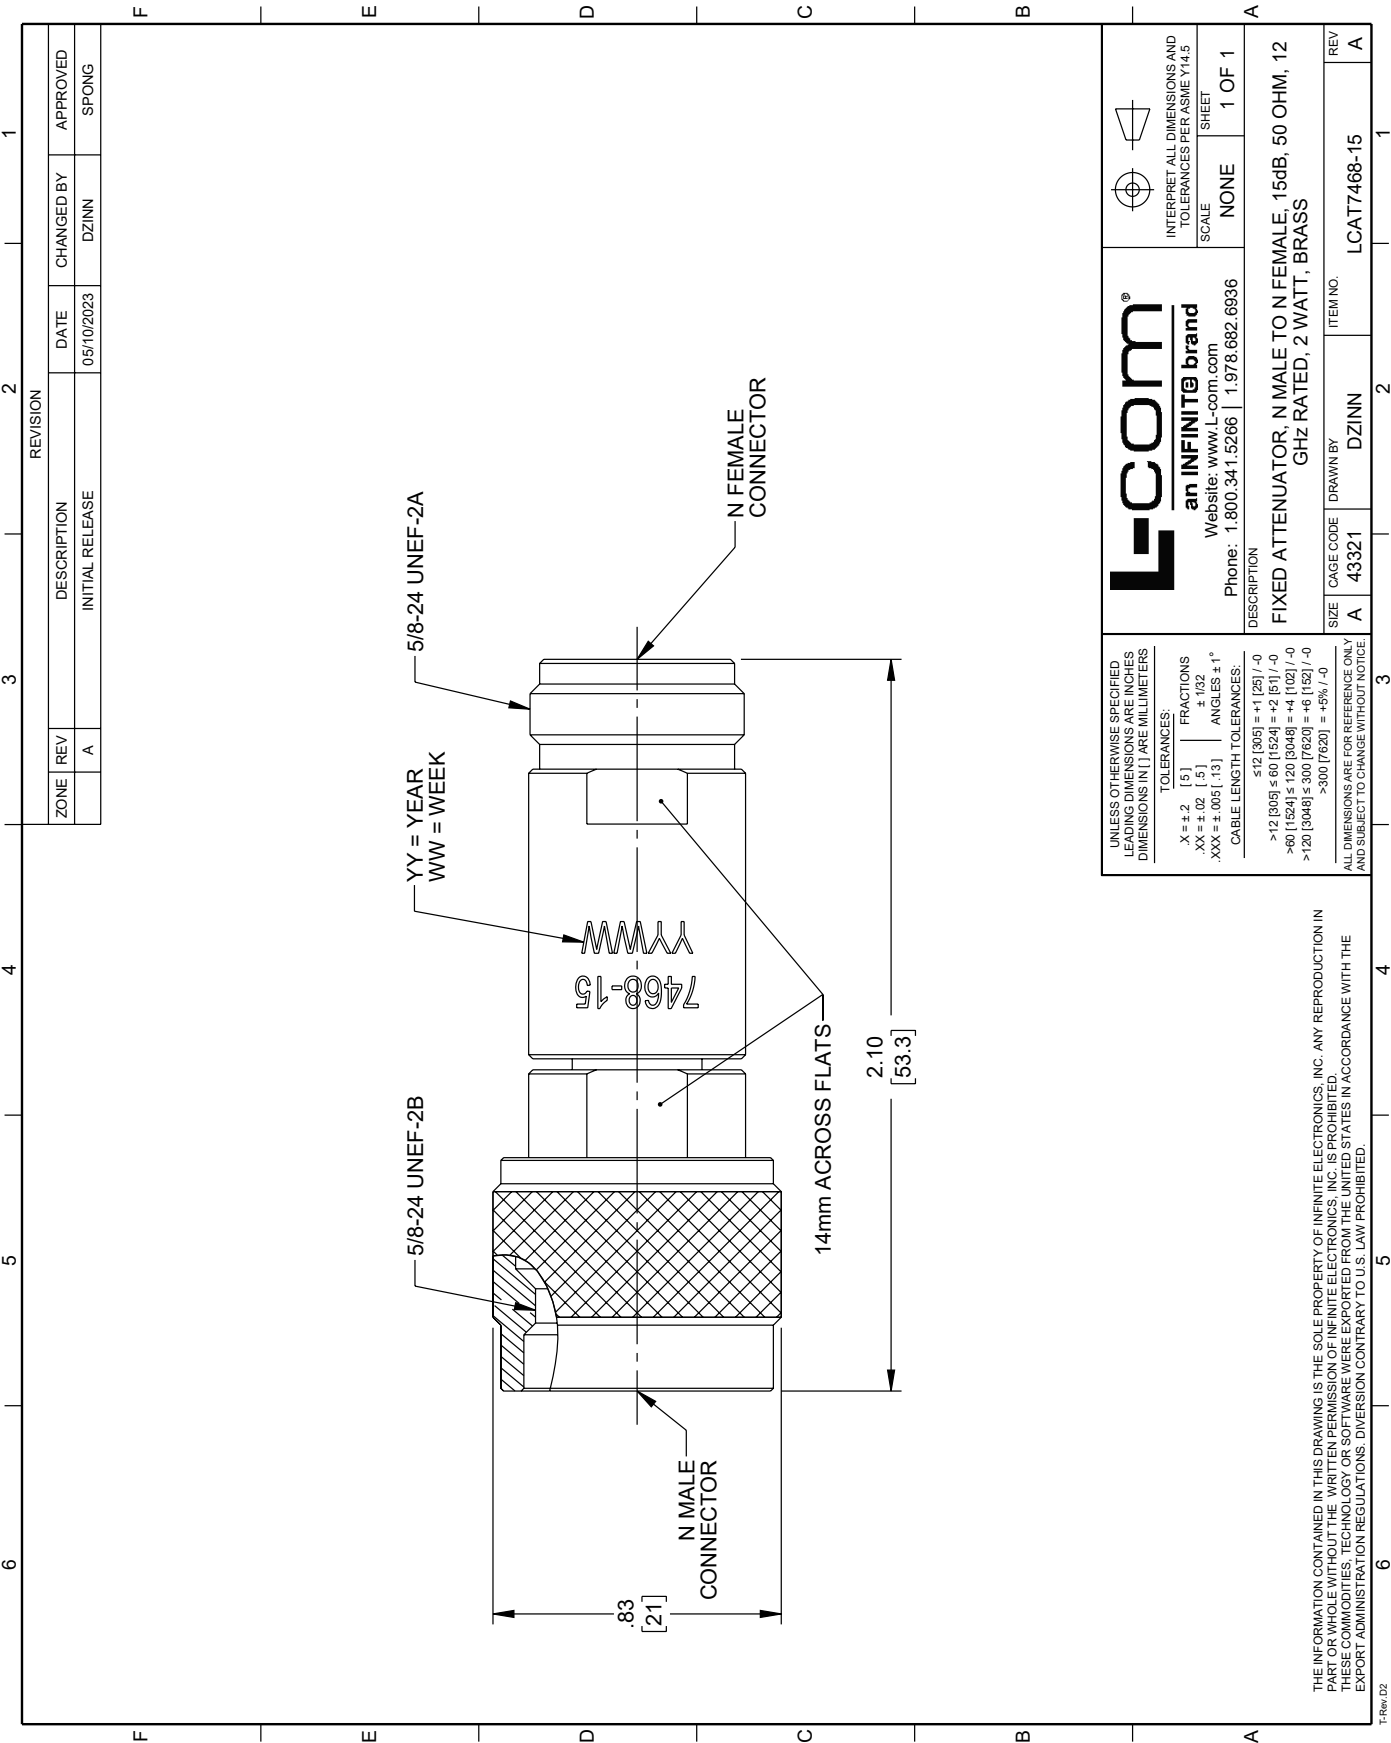 6
5
4
3
2
1
REVISION
ZONE
REV
DESCRIPTION
DATE
CHANGED BY
APPROVED
A
INITIAL RELEASE
05/10/2023
DZINN
SPONG
F
F
E
E
D
D
C
C
B
B
A
A
5/8-24 UNEF-2B
YY = YEAR
WW = WEEK
5/8-24 UNEF-2A
7468-15
YYWW
N MALE
CONNECTOR
N FEMALE
CONNECTOR
.83
[21]
14mm ACROSS FLATS
2.10
[53.3]
THE INFORMATION CONTAINED IN THIS DRAWING IS THE SOLE PROPERTY OF INFINITE ELECTRONICS, INC. ANY REPRODUCTION IN
PART OR WHOLE WITHOUT THE WRITTEN PERMISSION OF INFINITE ELECTRONICS, INC. IS PROHIBITED.
THESE COMMODITIES, TECHNOLOGY OR SOFTWARE WERE EXPORTED FROM THE UNITED STATES IN ACCORDANCE WITH THE
EXPORT ADMINISTRATION REGULATIONS. DIVERSION CONTRARY TO U.S. LAW PROHIBITED.
UNLESS OTHERWISE SPECIFIED
LEADING DIMENSIONS ARE INCHES
DIMENSIONS IN [ ] ARE MILLIMETERS
TOLERANCES:
.X = ±.2 [5] FRACTIONS
.XX = ±.02 [.5] ± 1/32
.XXX = ±.005 [.13] ANGLES ± 1°
CABLE LENGTH TOLERANCES:
≤12 [305] = +1 [25] / -0
>12 [305] ≤ 60 [1524] = +2 [51] / -0
>60 [1524] ≤ 120 [3048] = +4 [102] / -0
>120 [3048] ≤ 300 [7620] = +6 [152] / -0
>300 [7620] = +5% / -0
ALL DIMENSIONS ARE FOR REFERENCE ONLY
AND SUBJECT TO CHANGE WITHOUT NOTICE.
L-com®
an INFINITE brand
Website: www.L-com.com
Phone: 1.800.341.5266 | 1.978.682.6936
INTERPRET ALL DIMENSIONS AND
TOLERANCES PER ASME Y14.5
SCALE
NONE
SHEET
1 OF 1
DESCRIPTION
FIXED ATTENUATOR, N MALE TO N FEMALE, 15dB, 50 OHM, 12
GHz RATED, 2 WATT, BRASS
SIZE
A
CAGE CODE
43321
DRAWN BY
DZINN
ITEM NO.
LCAT7468-15
REV
A
6
5
4
3
2
1
T-Rev.D2